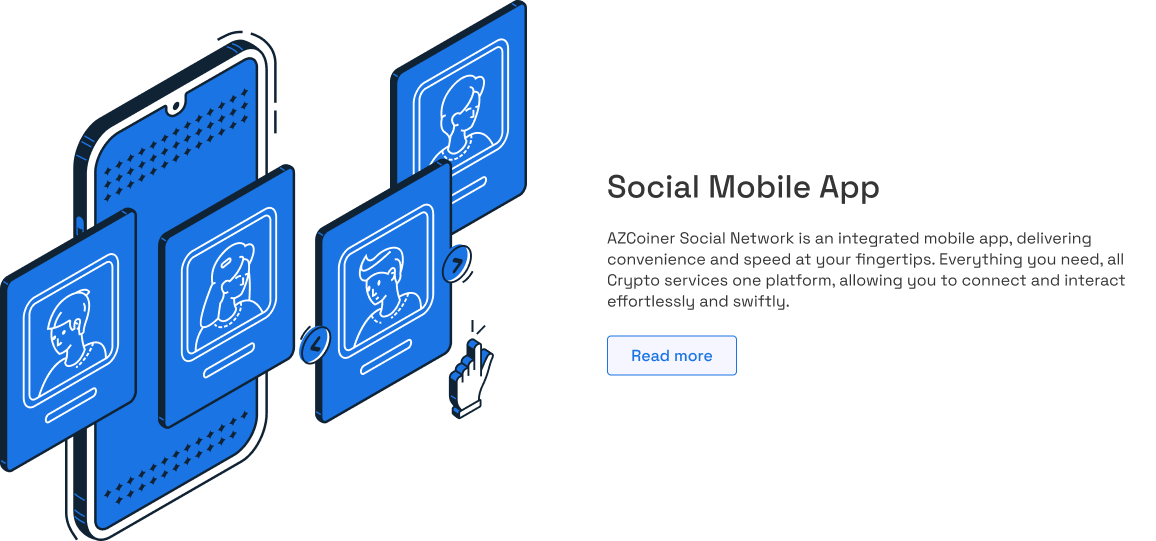 Social Mobile App
AZCoiner Social Network is an integrated mobile app, delivering
convenience and speed at your fingertips. Everything you need, all
Crypto services one platform, allowing you to connect and interact
effortlessly and swiftly.
Read more